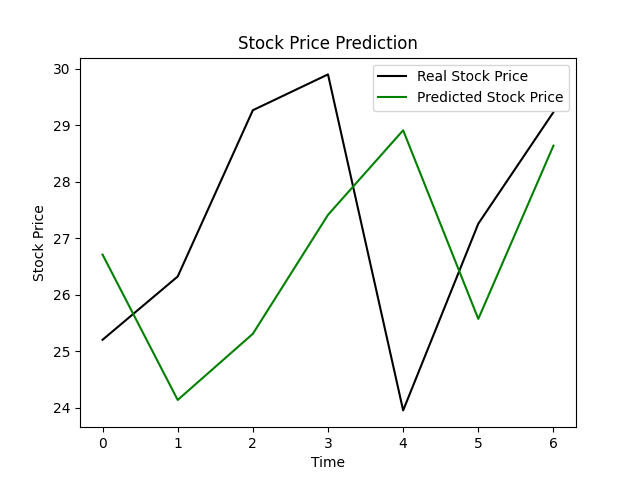 Stock Price Prediction
Real Stock Price
Predicted Stock Price
30
29
28
27
26
25
24
Stock Price
0 1 2 3 4 5 6
Time